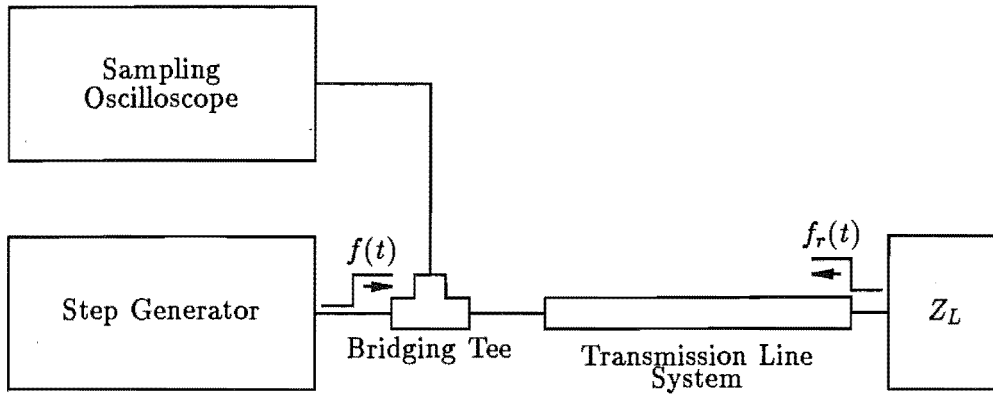 Sampling
Oscilloscope
f(t)
f_r(t)
Step Generator
Z_L
Bridging Tee
Transmission Line
System